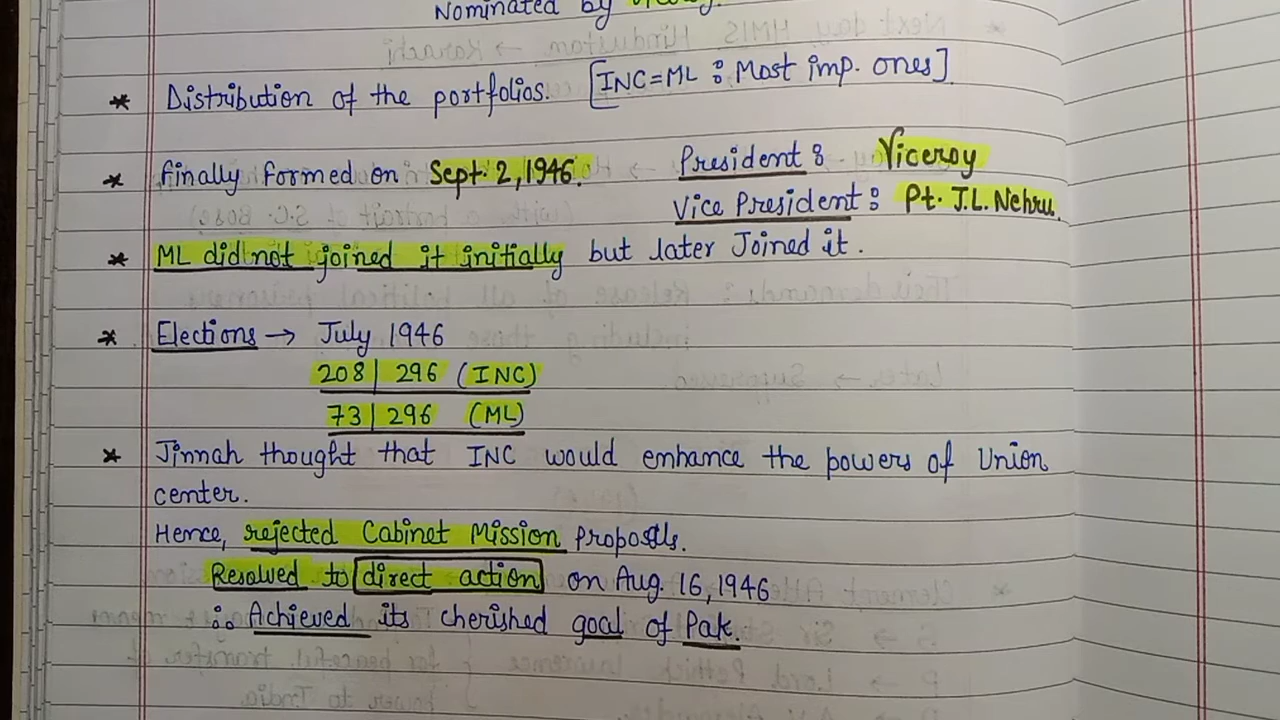 Nominated by
* Distribution of the portfolios. [INC=ML : Most imp. ones]
* finally formed on Sept. 2, 1946. President : Viceroy
Vice President : Pt. J.L. Nehru.
* ML did not joined it initially but later Joined it.
* Elections → July 1946
208 | 296 (INC)
73 | 296 (ML)
* Jinnah thought that INC would enhance the powers of Union
center.
Hence, rejected Cabinet Mission Proposals.
Resolved to direct action on Aug. 16, 1946
∴ Achieved its cherished goal of Pak.